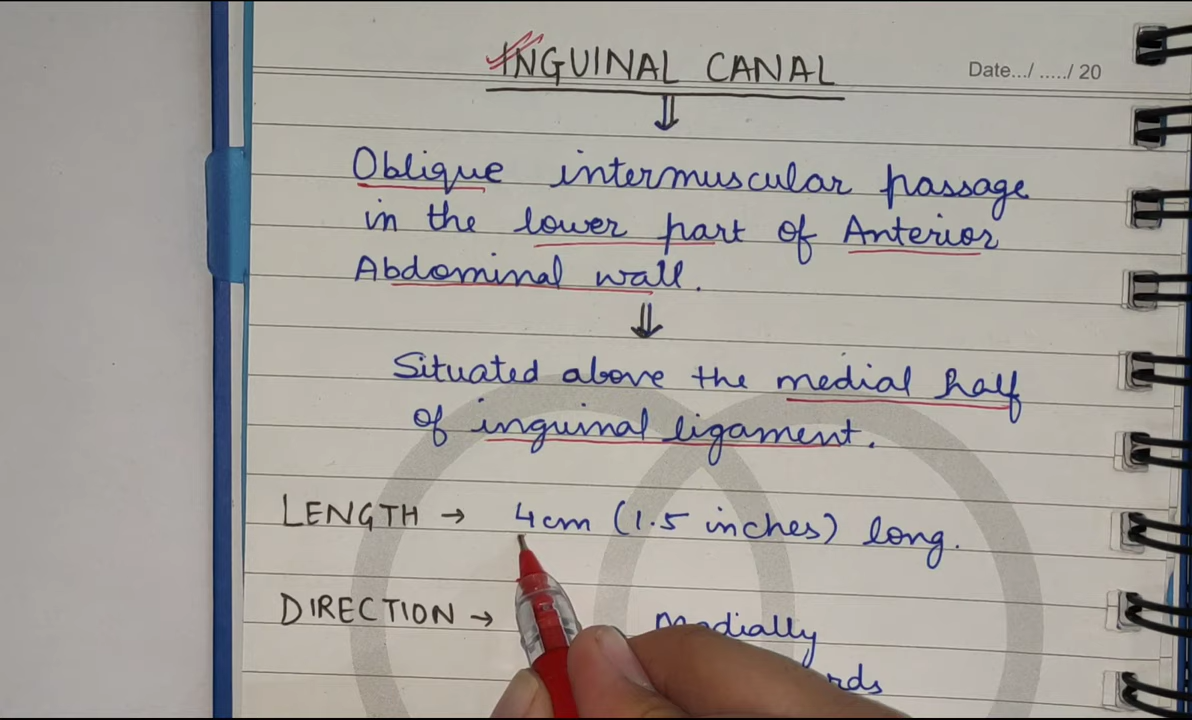 INGUINAL CANAL
Date.../ ...../ 20
⇓
Oblique intermuscular passage
in the lower part of Anterior
Abdominal wall.
⇓
Situated above the medial half
of inguinal ligament.
LENGTH → 4cm (1.5 inches) long.
DIRECTION → Medially